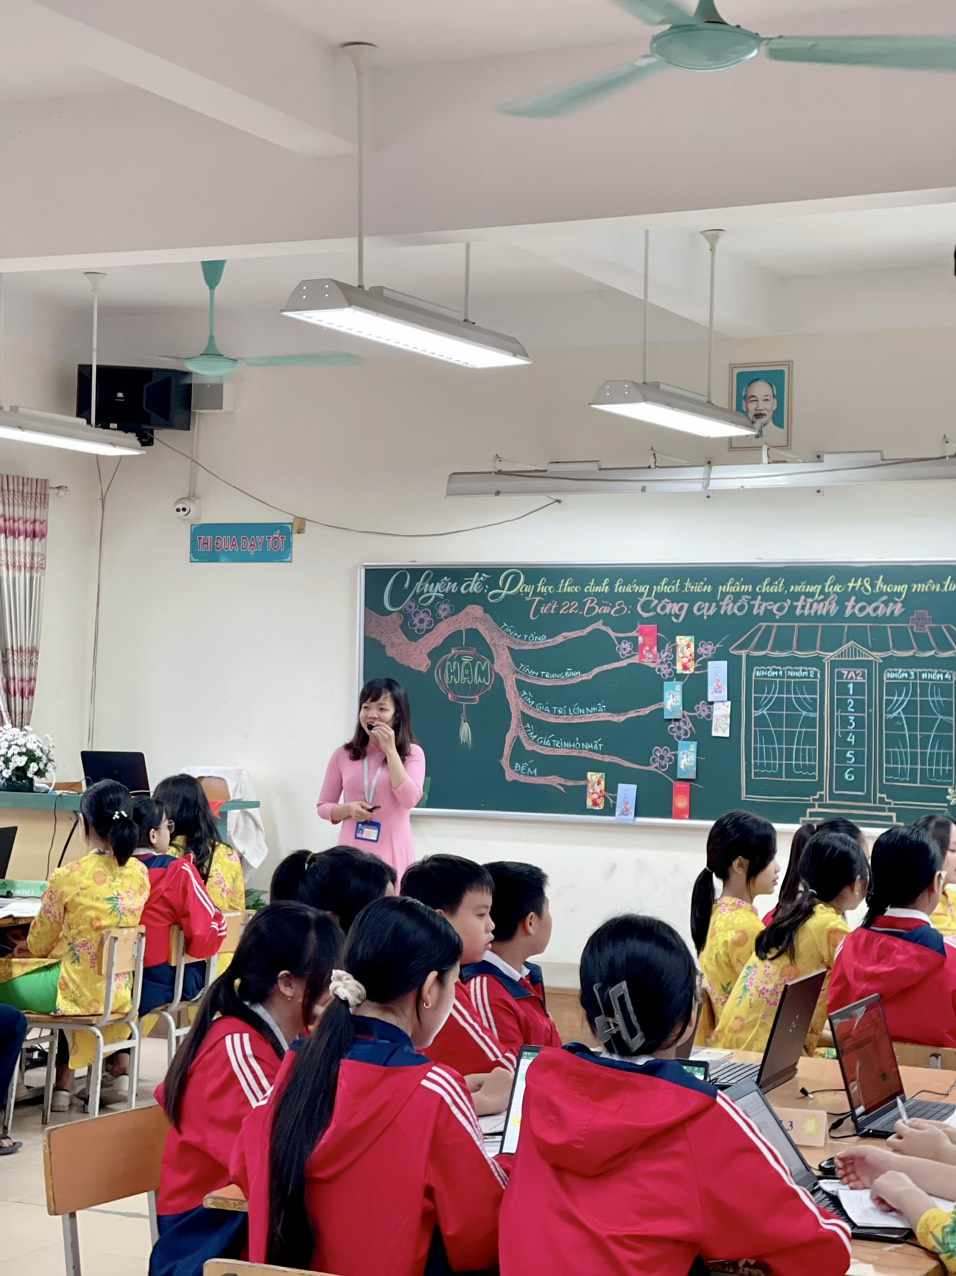 THI ĐUA DẠY TỐT
Chuyên đề: Dạy học theo định hướng phát triển phẩm chất, năng lực HS trong môn
Tiết 22. Bài 8: Công cụ hỗ trợ tính toán
HÀM
TÍNH TỔNG
TÍNH TRUNG BÌNH
TÌM GIÁ TRỊ LỚN NHẤT
TÌM GIÁ TRỊ NHỎ NHẤT
ĐẾM
NHÓM 1 NHÓM 2
7A2
NHÓM 3 NHÓM 4
1
2
3
4
5
6